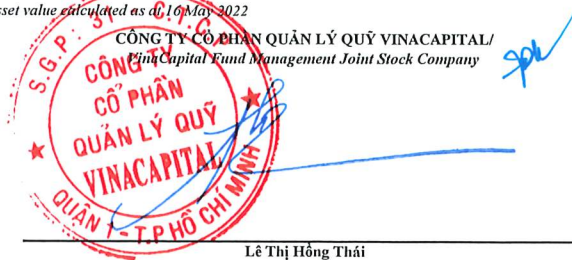 sset value calculated as at 16 May 2022
CÔNG TY CỔ PHẦN QUẢN LÝ QUỸ VINACAPITAL/
VinaCapital Fund Management Joint Stock Company
S.G.P: 31 - C.T.C.P
CÔNG TY
CỔ PHẦN
QUẢN LÝ QUỸ
VINACAPITAL
QUẬN 1 - T.P HỒ CHÍ MINH
Lê Thị Hồng Thái